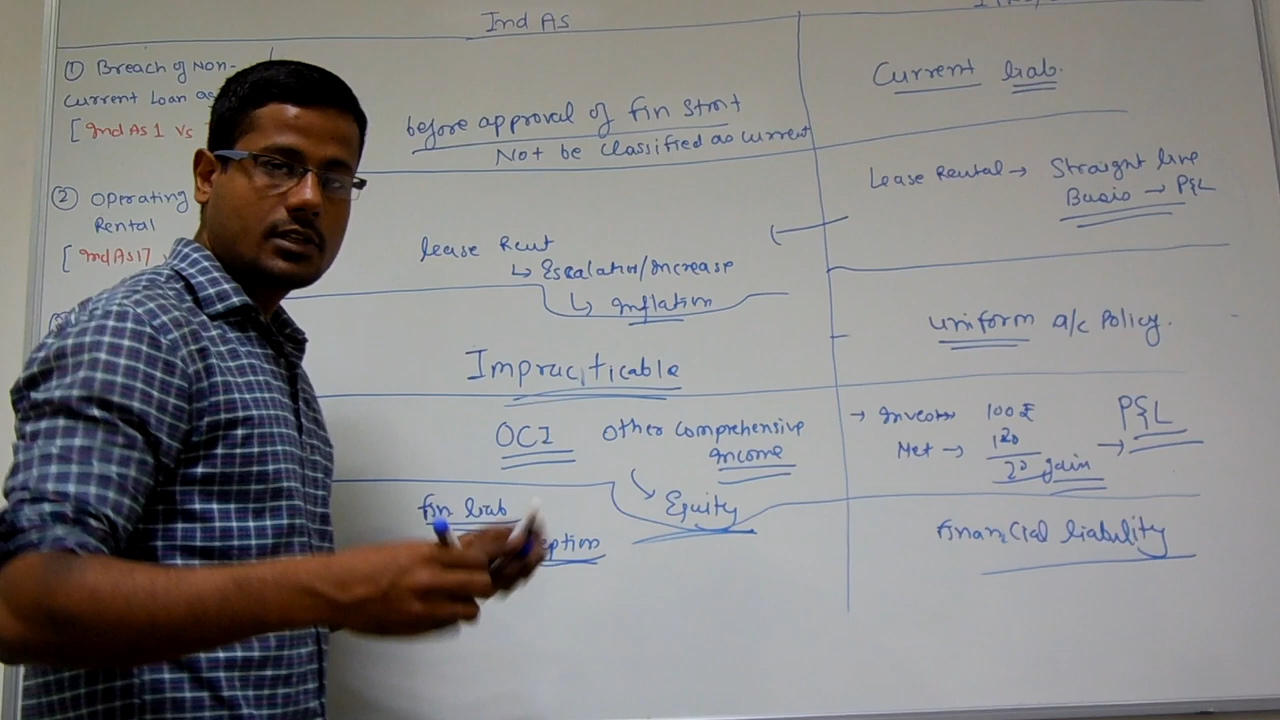 Ind AS
① Breach of Non-
Current Loan as
[Ind AS 1 Vs
before approval of fin Stmt
Not be classified as current
Current liab.
② Operating
Rental
[Ind AS 17
lease Rent
↳ Escalation/increase
↳ Inflation
Lease Rental → Straight line
Basis → P&L
Impracticable
uniform a/c Policy.
OCI Other comprehensive
income
Equity
→ Investm 100₹
Met → 120
20 gain
→ P&L
fin liab
eption
Financial liability